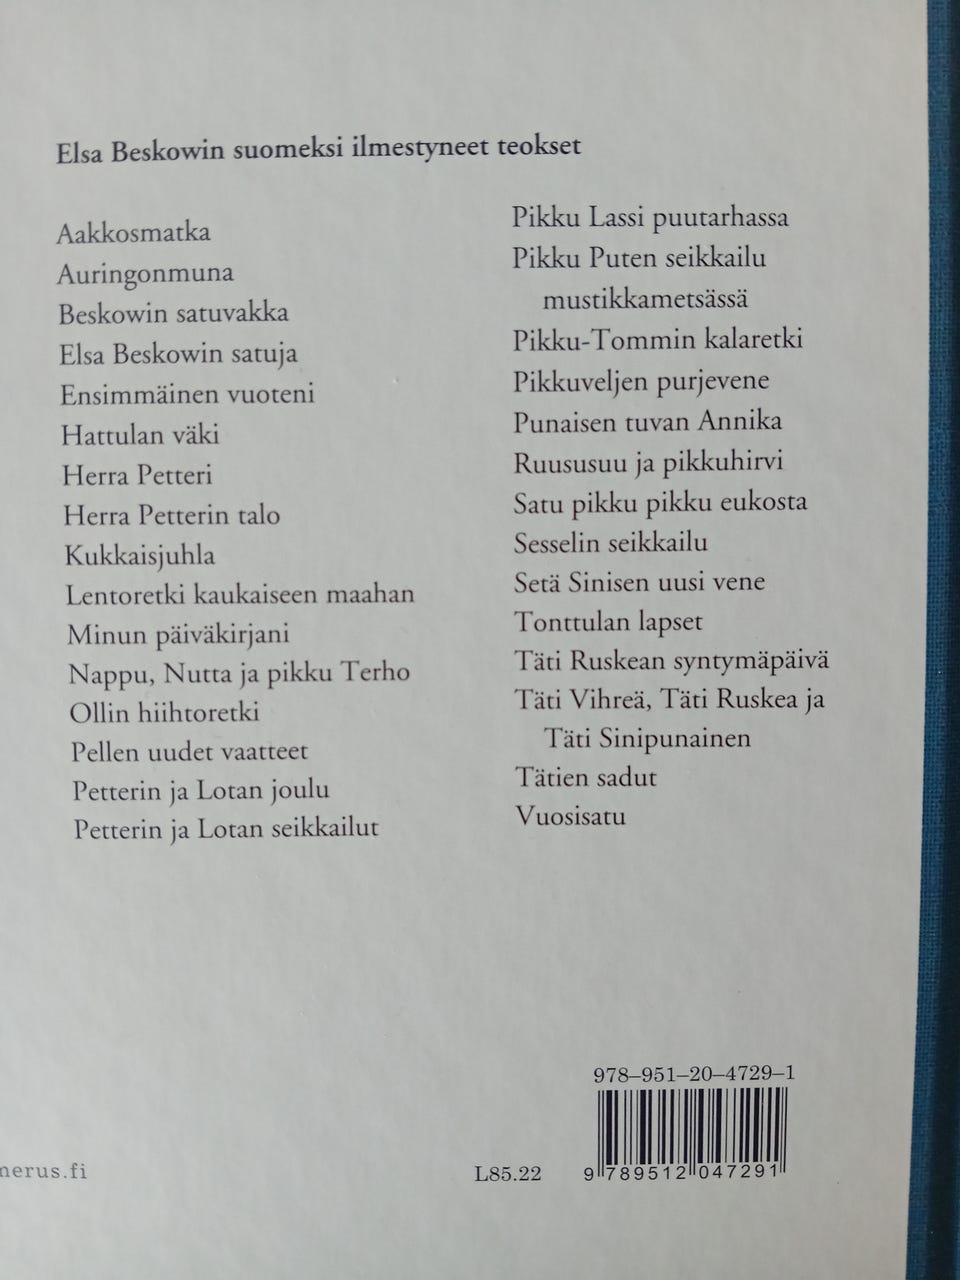 Elsa Beskowin suomeksi ilmestyneet teokset
Aakkosmatka
Auringonmuna
Beskowin satuvakka
Elsa Beskowin satuja
Ensimmäinen vuoteni
Hattulan väki
Herra Petteri
Herra Petterin talo
Kukkaisjuhla
Lentoretki kaukaiseen maahan
Minun päiväkirjani
Nappu, Nutta ja pikku Terho
Ollin hiihtoretki
Pellen uudet vaatteet
Petterin ja Lotan joulu
Petterin ja Lotan seikkailut
Pikku Lassi puutarhassa
Pikku Puten seikkailu
mustikkametsässä
Pikku-Tommin kalaretki
Pikkuveljen purjevene
Punaisen tuvan Annika
Ruususuu ja pikkuhirvi
Satu pikku pikku eukosta
Sesselin seikkailu
Setä Sinisen uusi vene
Tonttulan lapset
Täti Ruskean syntymäpäivä
Täti Vihreä, Täti Ruskea ja
Täti Sinipunainen
Tätien sadut
Vuosisatu
978-951-20-4729-1
nerus.fi
L85.22
9 789512 047291